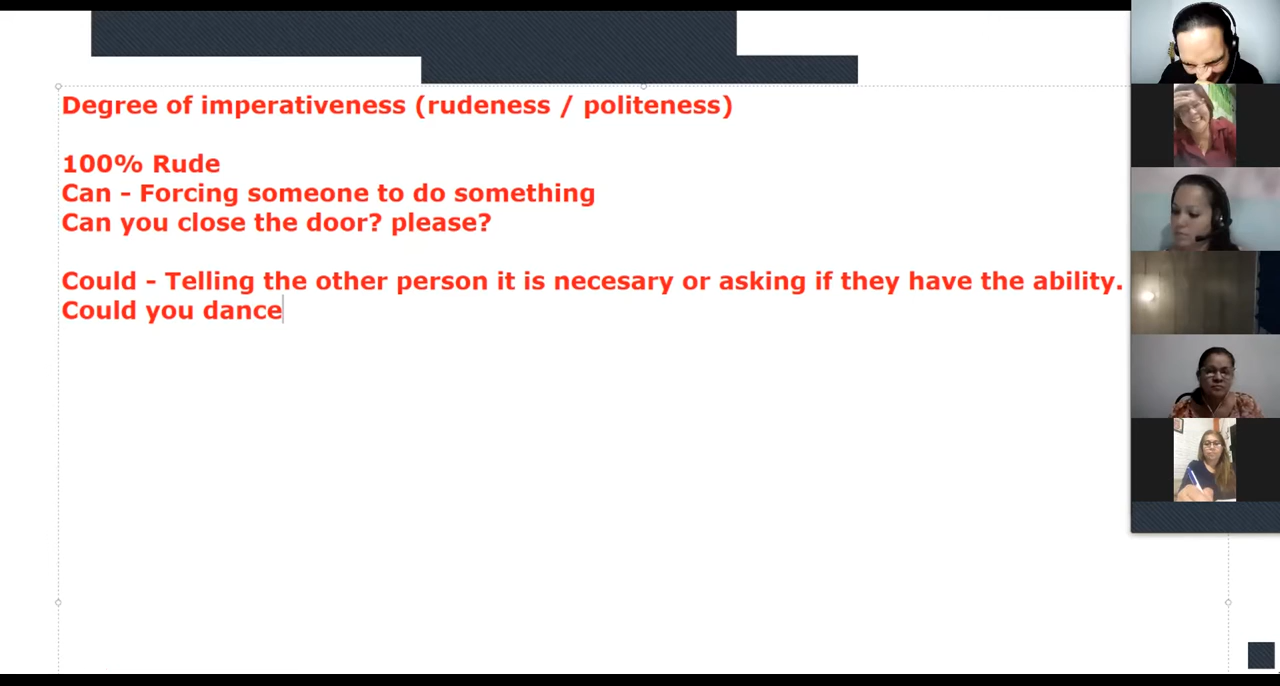 Degree of imperativeness (rudeness / politeness)
100% Rude
Can - Forcing someone to do something
Can you close the door? please?
Could - Telling the other person it is necesary or asking if they have the ability.
Could you dance